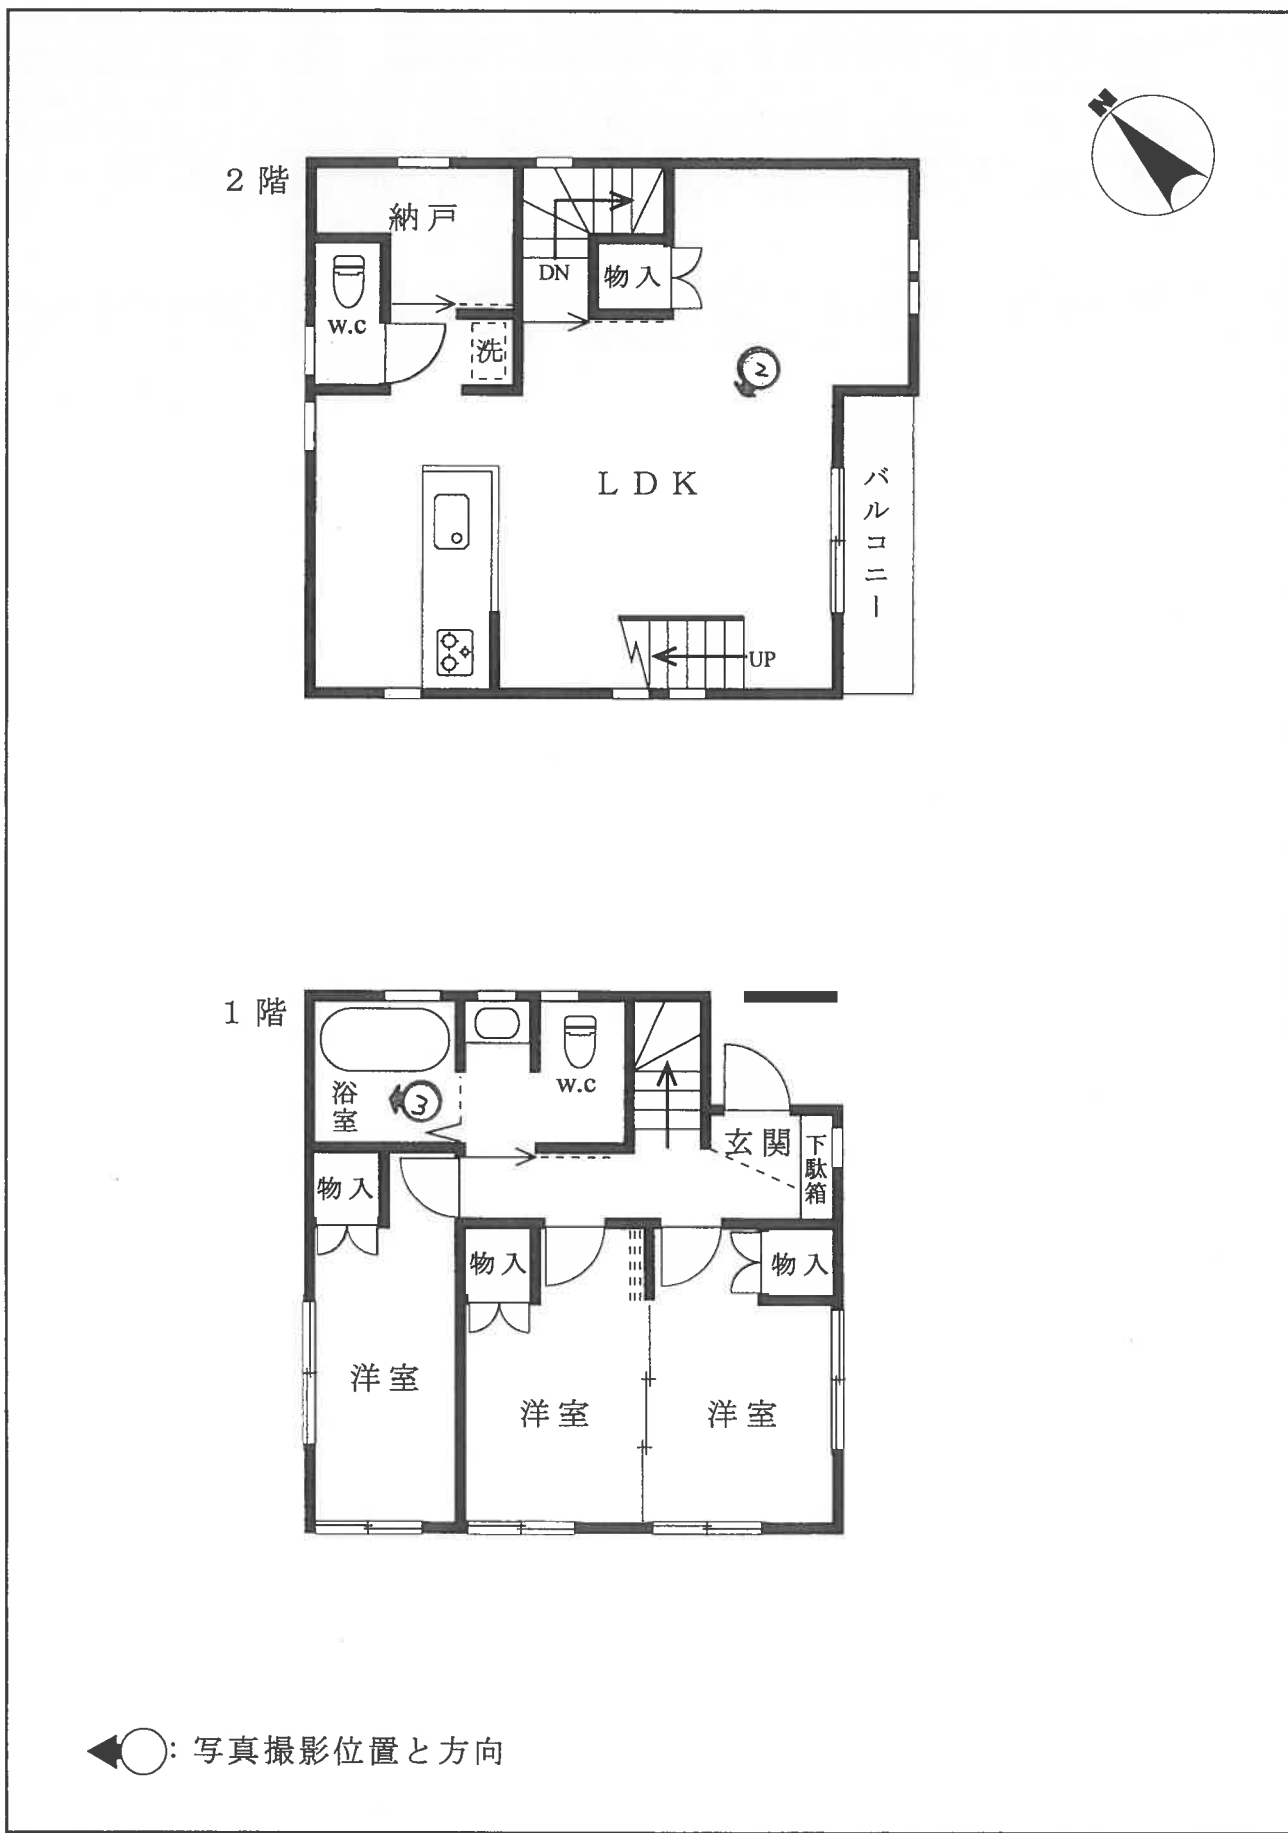 N
2 階
納戸
DN
物入
w.c
洗
2
LDK
バルコニー
UP
1 階
浴室
3
w.c
玄関
下駄箱
物入
物入
物入
洋室
洋室
洋室
: 写真撮影位置と方向